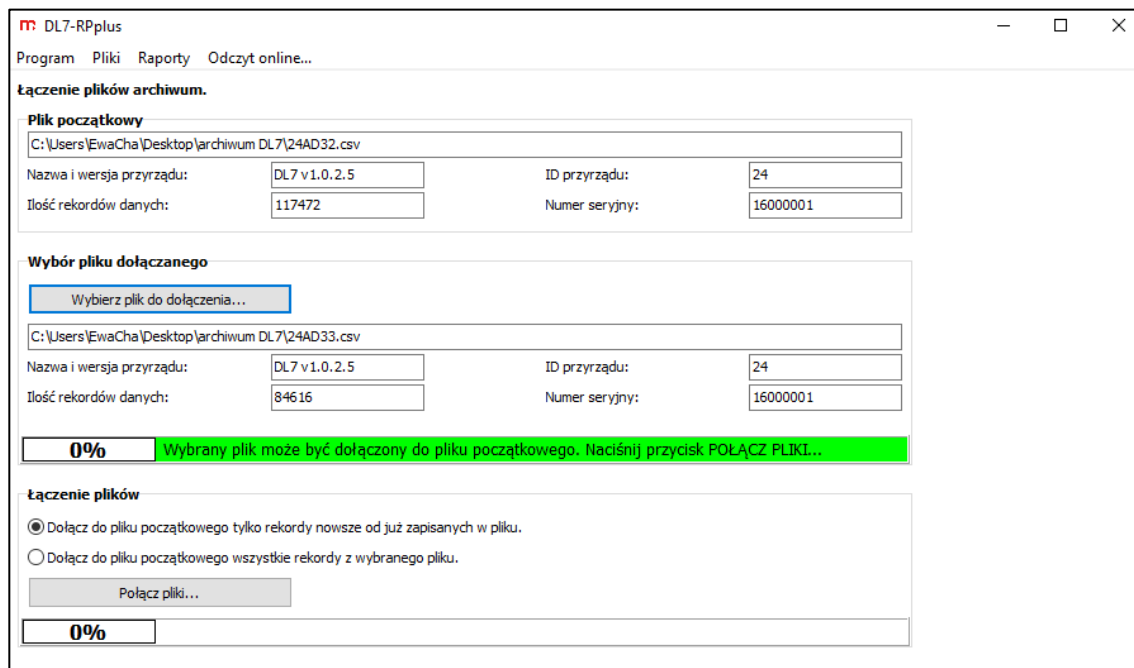 DL7-RPplus
Program Pliki Raporty Odczyt online...
Łączenie plików archiwum.
Plik początkowy
C:\Users\EwaCha\Desktop\archiwum DL7\24AD32.csv
Nazwa i wersja przyrządu: DL7 v1.0.2.5 ID przyrządu: 24
Ilość rekordów danych: 117472 Numer seryjny: 16000001
Wybór pliku dołączanego
Wybierz plik do dołączenia...
C:\Users\EwaCha\Desktop\archiwum DL7\24AD33.csv
Nazwa i wersja przyrządu: DL7 v1.0.2.5 ID przyrządu: 24
Ilość rekordów danych: 84616 Numer seryjny: 16000001
0% Wybrany plik może być dołączony do pliku początkowego. Naciśnij przycisk POŁĄCZ PLIKI...
Łączenie plików
Dołącz do pliku początkowego tylko rekordy nowsze od już zapisanych w pliku.
Dołącz do pliku początkowego wszystkie rekordy z wybranego pliku.
Połącz pliki...
0%